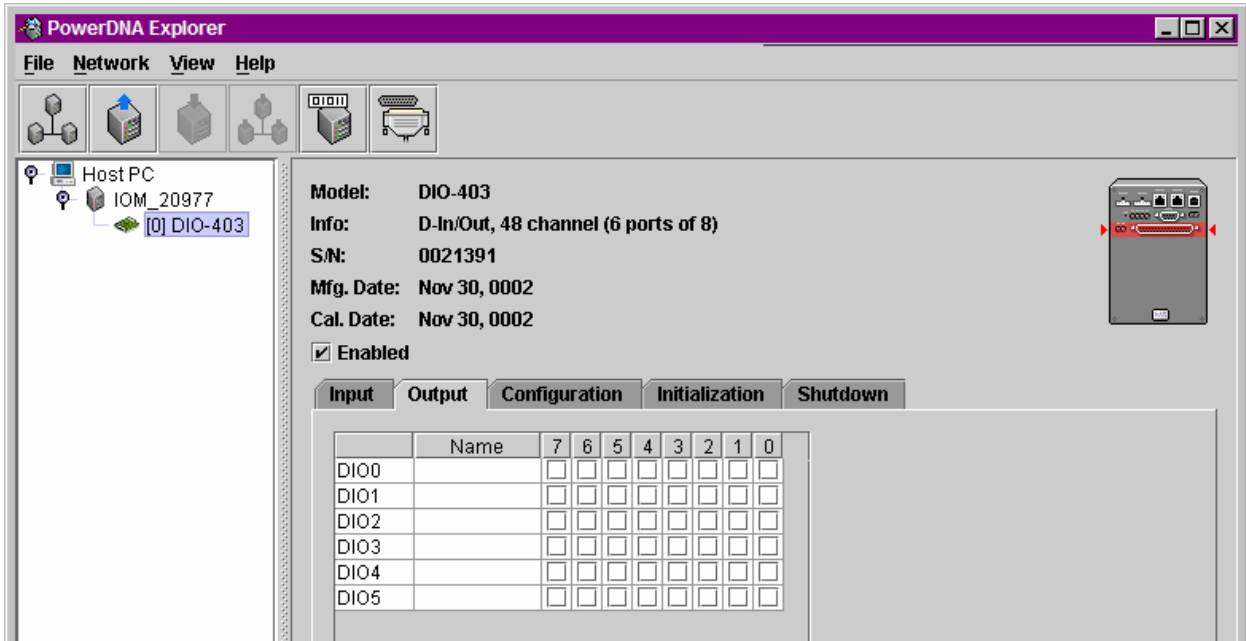 PowerDNA Explorer
File Network View Help
01011
Host PC
IOM_20977
[0] DIO-403
Model: DIO-403
Info: D-In/Out, 48 channel (6 ports of 8)
S/N: 0021391
Mfg. Date: Nov 30, 0002
Cal. Date: Nov 30, 0002
Enabled
Input Output Configuration Initialization Shutdown
Name 7 6 5 4 3 2 1 0
DIO0
DIO1
DIO2
DIO3
DIO4
DIO5